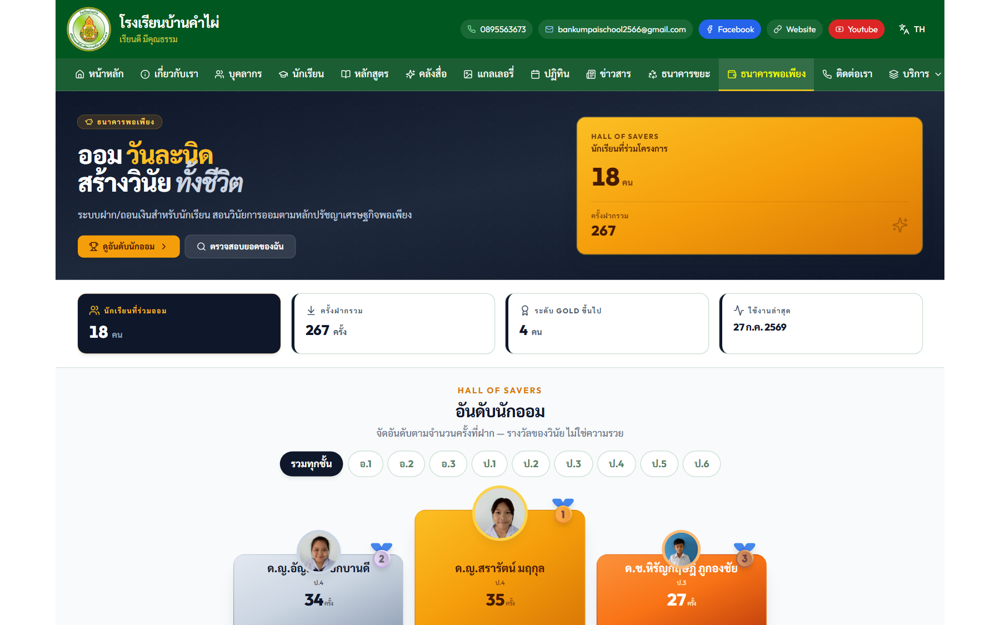 โรงเรียนบ้านคำไผ่
เรียนดี มีคุณธรรม
0895563673
bankumpaischool2566@gmail.com
Facebook
Website
Youtube
TH
หน้าหลัก
เกี่ยวกับเรา
บุคลากร
นักเรียน
หลักสูตร
คลังสื่อ
แกลเลอรี่
ปฏิทิน
ข่าวสาร
ธนาคารขยะ
ธนาคารพอเพียง
ติดต่อเรา
บริการ
ธนาคารพอเพียง
ออม วันละนิด
สร้างวินัย ทั้งชีวิต
ระบบฝาก/ถอนเงินสำหรับนักเรียน สอนวินัยการออมตามหลักปรัชญาเศรษฐกิจพอเพียง
ดูอันดับนักออม
ตรวจสอบยอดของฉัน
HALL OF SAVERS
นักเรียนที่ร่วมโครงการ
18 คน
ครั้งฝากรวม
267
นักเรียนที่ร่วมออม
18 คน
ครั้งฝากรวม
267 ครั้ง
ระดับ GOLD ขึ้นไป
4 คน
ใช้งานล่าสุด
27 ก.ค. 2569
HALL OF SAVERS
อันดับนักออม
จัดอันดับตามจำนวนครั้งที่ฝาก — รางวัลของวินัย ไม่ใช่ความรวย
รวมทุกชั้น
อ.1
อ.2
อ.3
ป.1
ป.2
ป.3
ป.4
ป.5
ป.6
2
ป.4
34 ครั้ง
1
ด.ญ.สรารัตน์ มฤกุล
ป.4
35 ครั้ง
3
ด.ช.หิรัญกฤษฎิ์ ภูกองชัย
ป.3
27 ครั้ง